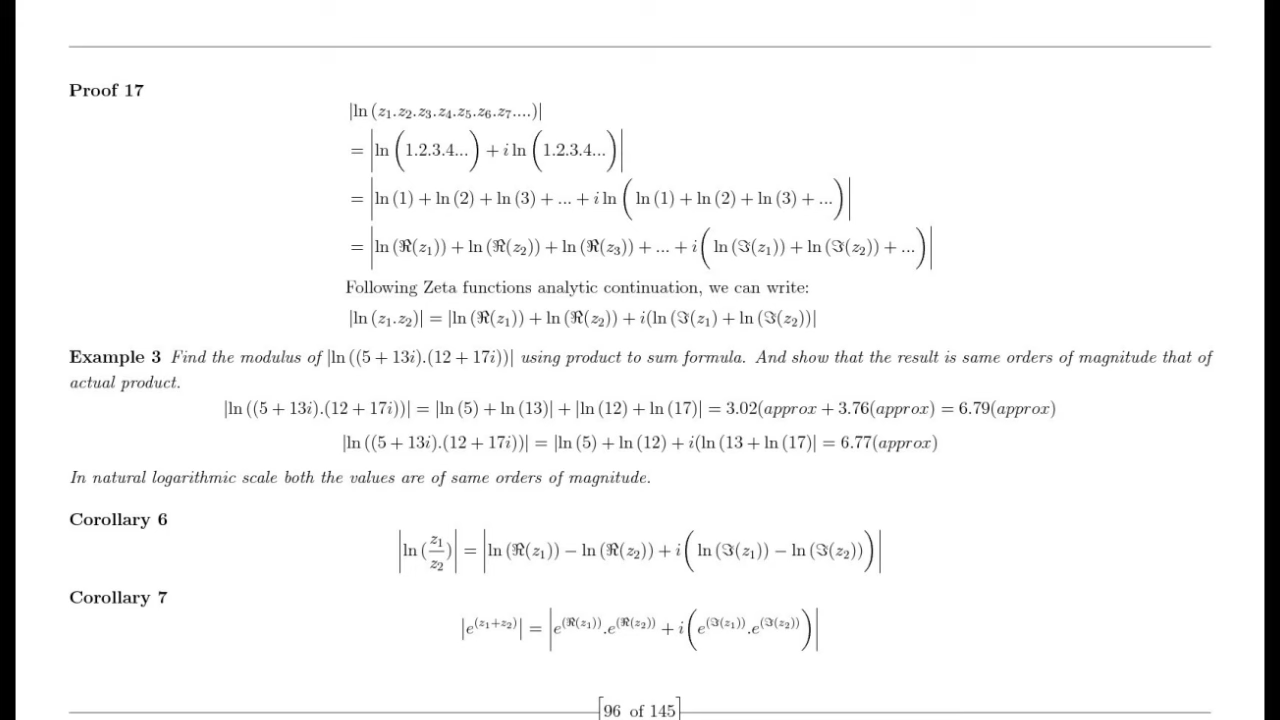 Proof 17
|ln (z₁.z₂.z₃.z₄.z₅.z₆.z₇....)|
= |ln (1.2.3.4...) + i ln (1.2.3.4...)|
= |ln (1) + ln (2) + ln (3) + ... + i ln ( ln (1) + ln (2) + ln (3) + ...)|
= |ln (ℜ(z₁)) + ln (ℜ(z₂)) + ln (ℜ(z₃)) + ... + i( ln (ℑ(z₁)) + ln (ℑ(z₂)) + ...)|
Following Zeta functions analytic continuation, we can write:
|ln (z₁.z₂)| = |ln (ℜ(z₁)) + ln (ℜ(z₂)) + i(ln (ℑ(z₁) + ln (ℑ(z₂))|
Example 3 Find the modulus of |ln ((5 + 13i).(12 + 17i))| using product to sum formula. And show that the result is same orders of magnitude that of
actual product.
|ln ((5 + 13i).(12 + 17i))| = |ln (5) + ln (13)| + |ln (12) + ln (17)| = 3.02(approx + 3.76(approx) = 6.79(approx)
|ln ((5 + 13i).(12 + 17i))| = |ln (5) + ln (12) + i(ln (13 + ln (17)| = 6.77(approx)
In natural logarithmic scale both the values are of same orders of magnitude.
Corollary 6
|ln (z₁/z₂)| = |ln (ℜ(z₁)) − ln (ℜ(z₂)) + i( ln (ℑ(z₁)) − ln (ℑ(z₂)))|
Corollary 7
|e^(z₁+z₂)| = |e^(ℜ(z₁)).e^(ℜ(z₂)) + i(e^(ℑ(z₁)).e^(ℑ(z₂)))|
[96 of 145]